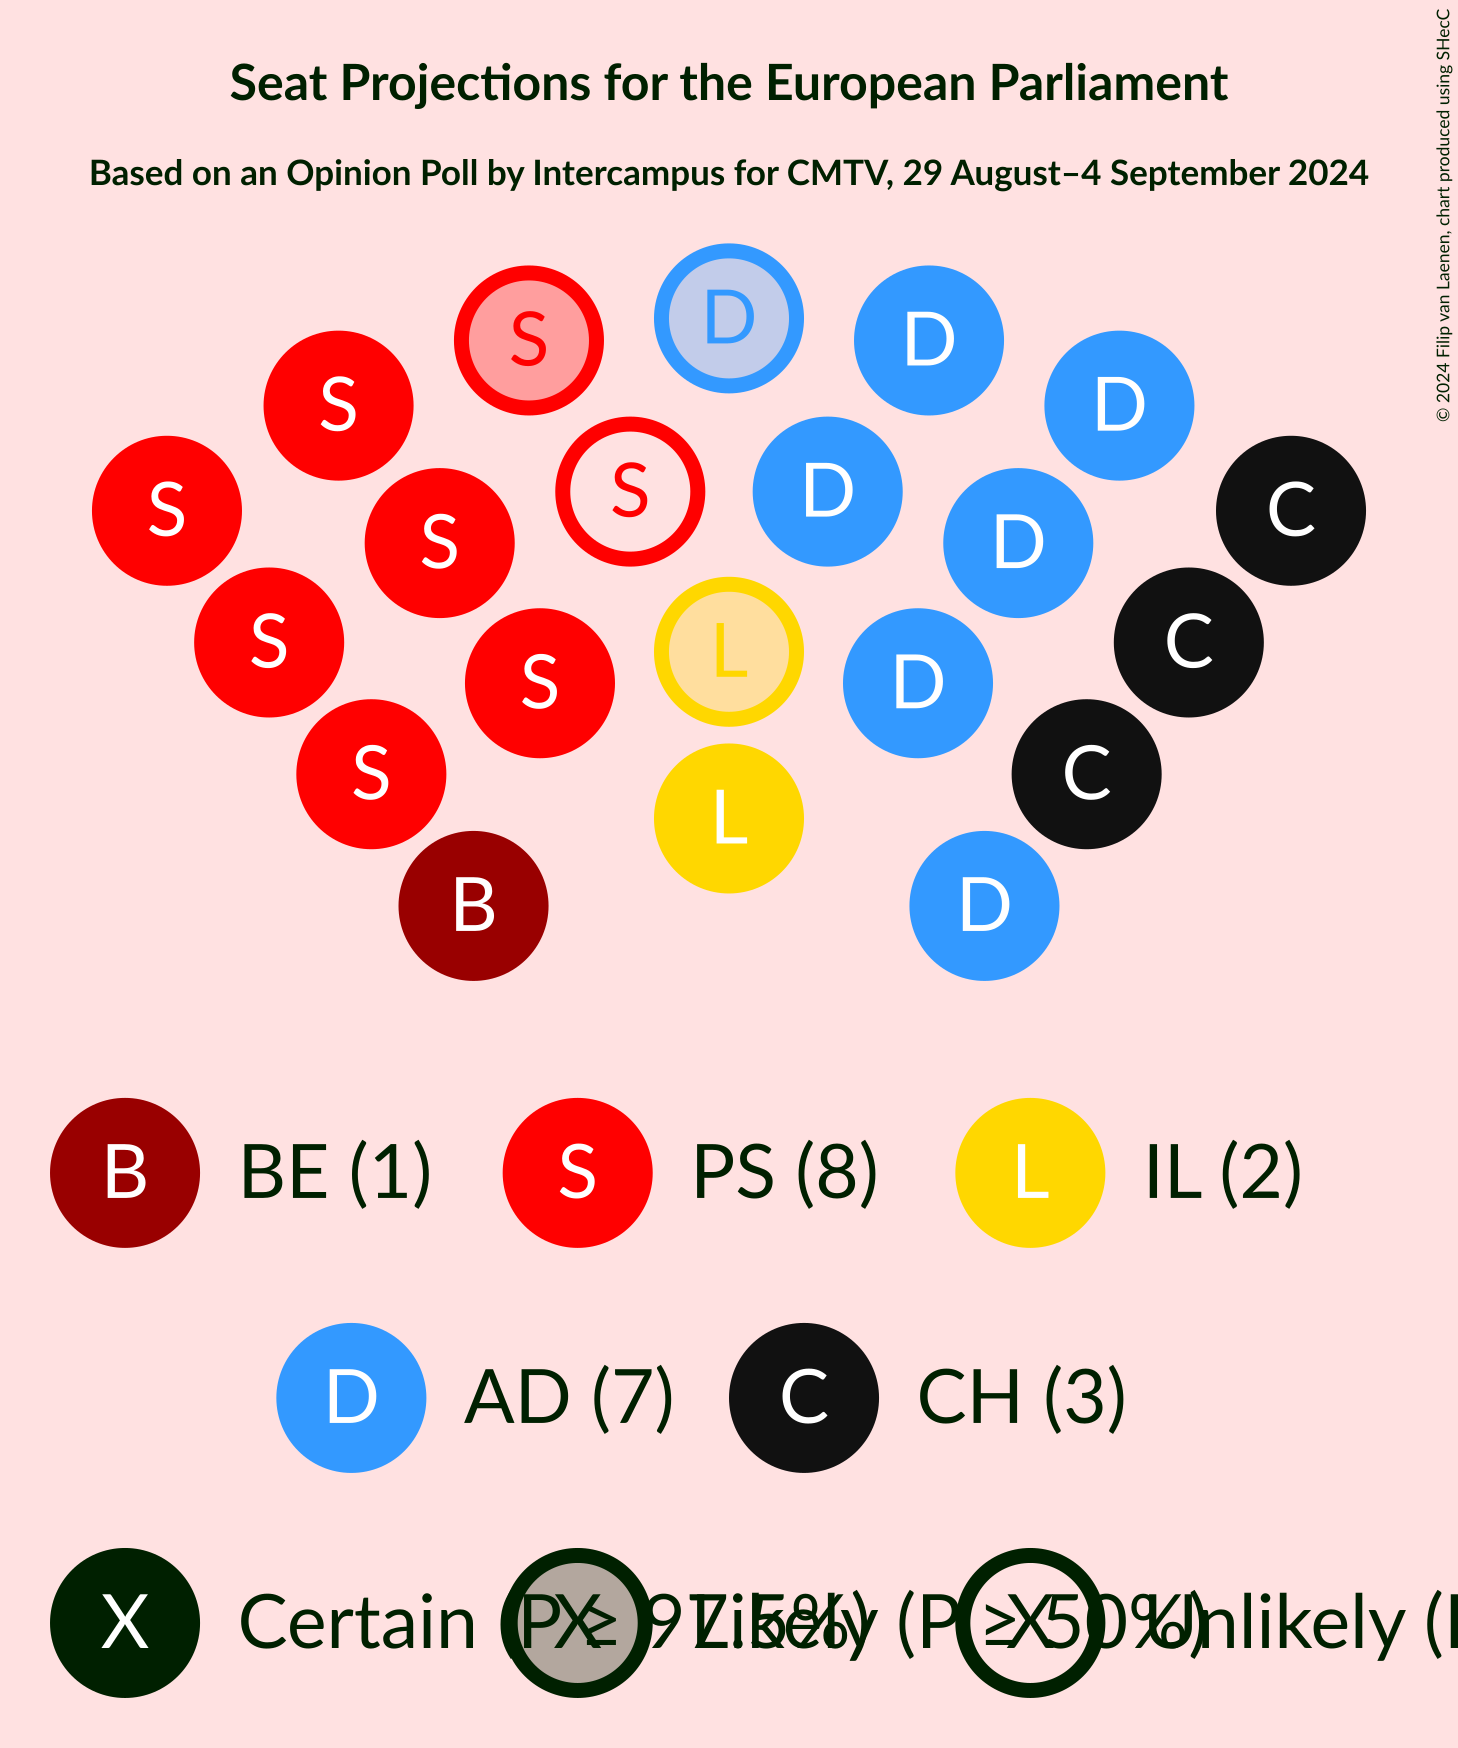 Seat Projections for the European Parliament
Based on an Opinion Poll by Intercampus for CMTV, 29 August–4 September 2024
© 2024 Filip van Laenen, chart produced using SHecC
D
S D
S D
S D
S C
S D
S L D
S C
S D
S C
L
B D
B BE (1) S PS (8) L IL (2)
D AD (7) C CH (3)
X Certain (P ≥ 97.5%) X Likely (P ≥ 50%) X Unlikely (